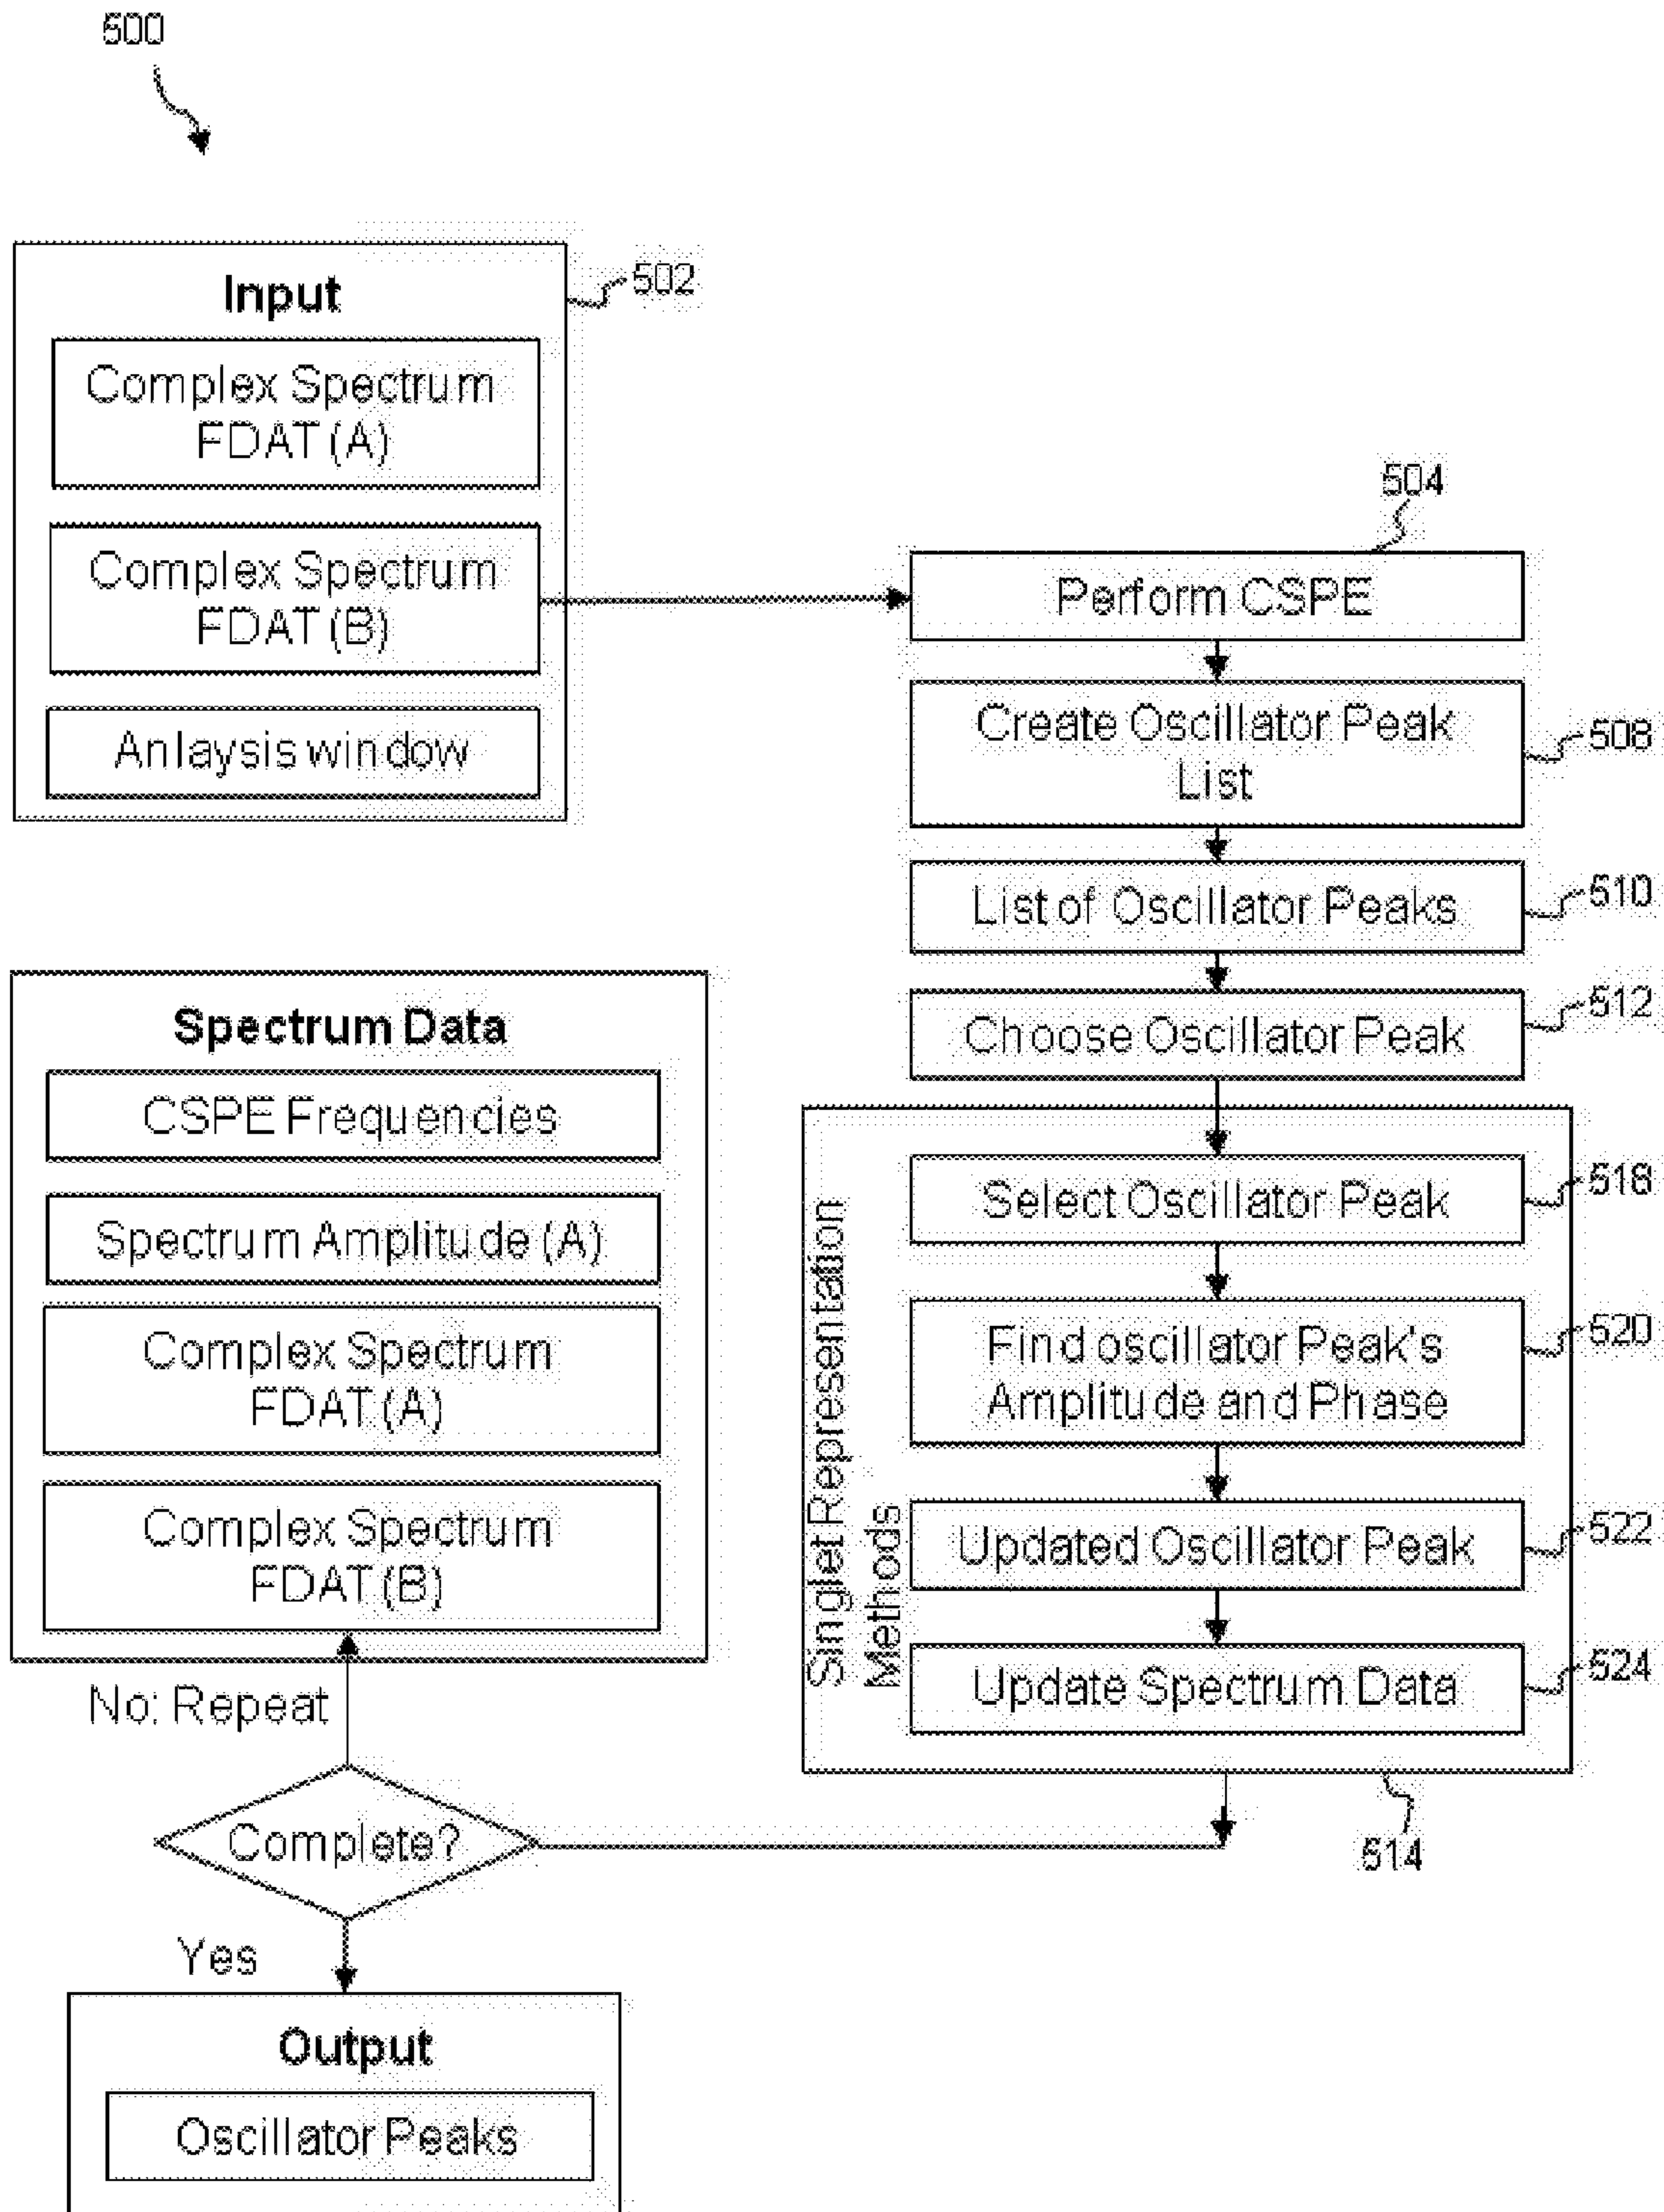 500
Input
502
Complex Spectrum
FDAT (A)
Complex Spectrum
FDAT (B)
Anlaysis window
504
Perform CSPE
Create Oscillator Peak
List
508
List of Oscillator Peaks
510
Choose Oscillator Peak
512
Spectrum Data
CSPE Frequencies
Spectrum Amplitude (A)
Complex Spectrum
FDAT (A)
Complex Spectrum
FDAT (B)
Singlet Representation
Methods
Select Oscillator Peak
518
Find oscillator Peak's
Amplitude and Phase
520
Updated Oscillator Peak
522
Update Spectrum Data
524
514
No: Repeat
Complete?
Yes
Output
Oscillator Peaks